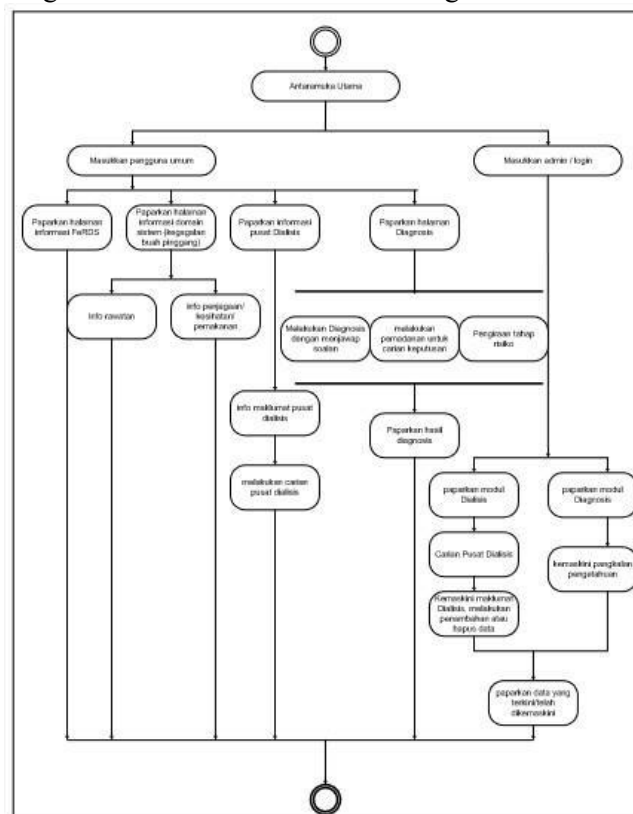 Antaramuka Utama
Masukkan pengguna umum
Masukkan admin / login
Paparkan halaman
informasi FeRDS
Paparkan halaman
informasi domain
sistem (kegagalan
buah pinggang)
Paparkan informasi
pusat Dialisis
Paparkan halaman
Diagnosis
Info rawatan
info penjagaan/
kesihatan/
pemakanan
Melakukan Diagnosis
dengan menjawap
soalan
melakukan
pemadanan untuk
carian keputusan
Pengiraan tahap
risiko
info maklumat pusat
dialisis
Paparkan hasil
diagnosis
melakukan carian
pusat dialisis
paparkan modul
Dialisis
paparkan modul
Diagnosis
Carian Pusat Dialisis
kemaskini pangkalan
pengetahuan
Kemaskini maklumat
Dialisis, melakukan
penambahan atau
hapus data
paparkan data yang
terkini/telah
dikemaskini